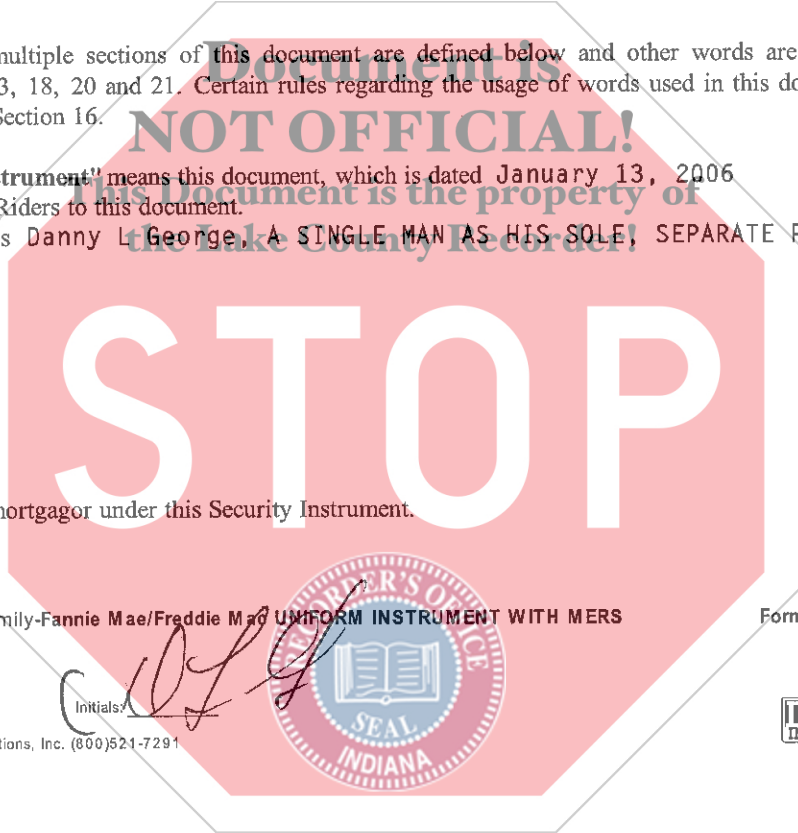 multiple sections of this document are defined below and other words are
Document is
3, 18, 20 and 21. Certain rules regarding the usage of words used in this do
Section 16.
NOT OFFICIAL!
strument" means this document, which is dated January 13, 2006
This Document is the property of
Riders to this document.
s Danny L George, A SINGLE MAN AS HIS SOLE, SEPARATE P
the Lake County Recorder!
STOP
mortgagor under this Security Instrument.
mily-Fannie Mae/Freddie Mac UNIFORM INSTRUMENT WITH MERS Form
RECORDER'S OFFICE
Initials: DLG
SEAL
INDIANA
tions, Inc. (800)521-7291